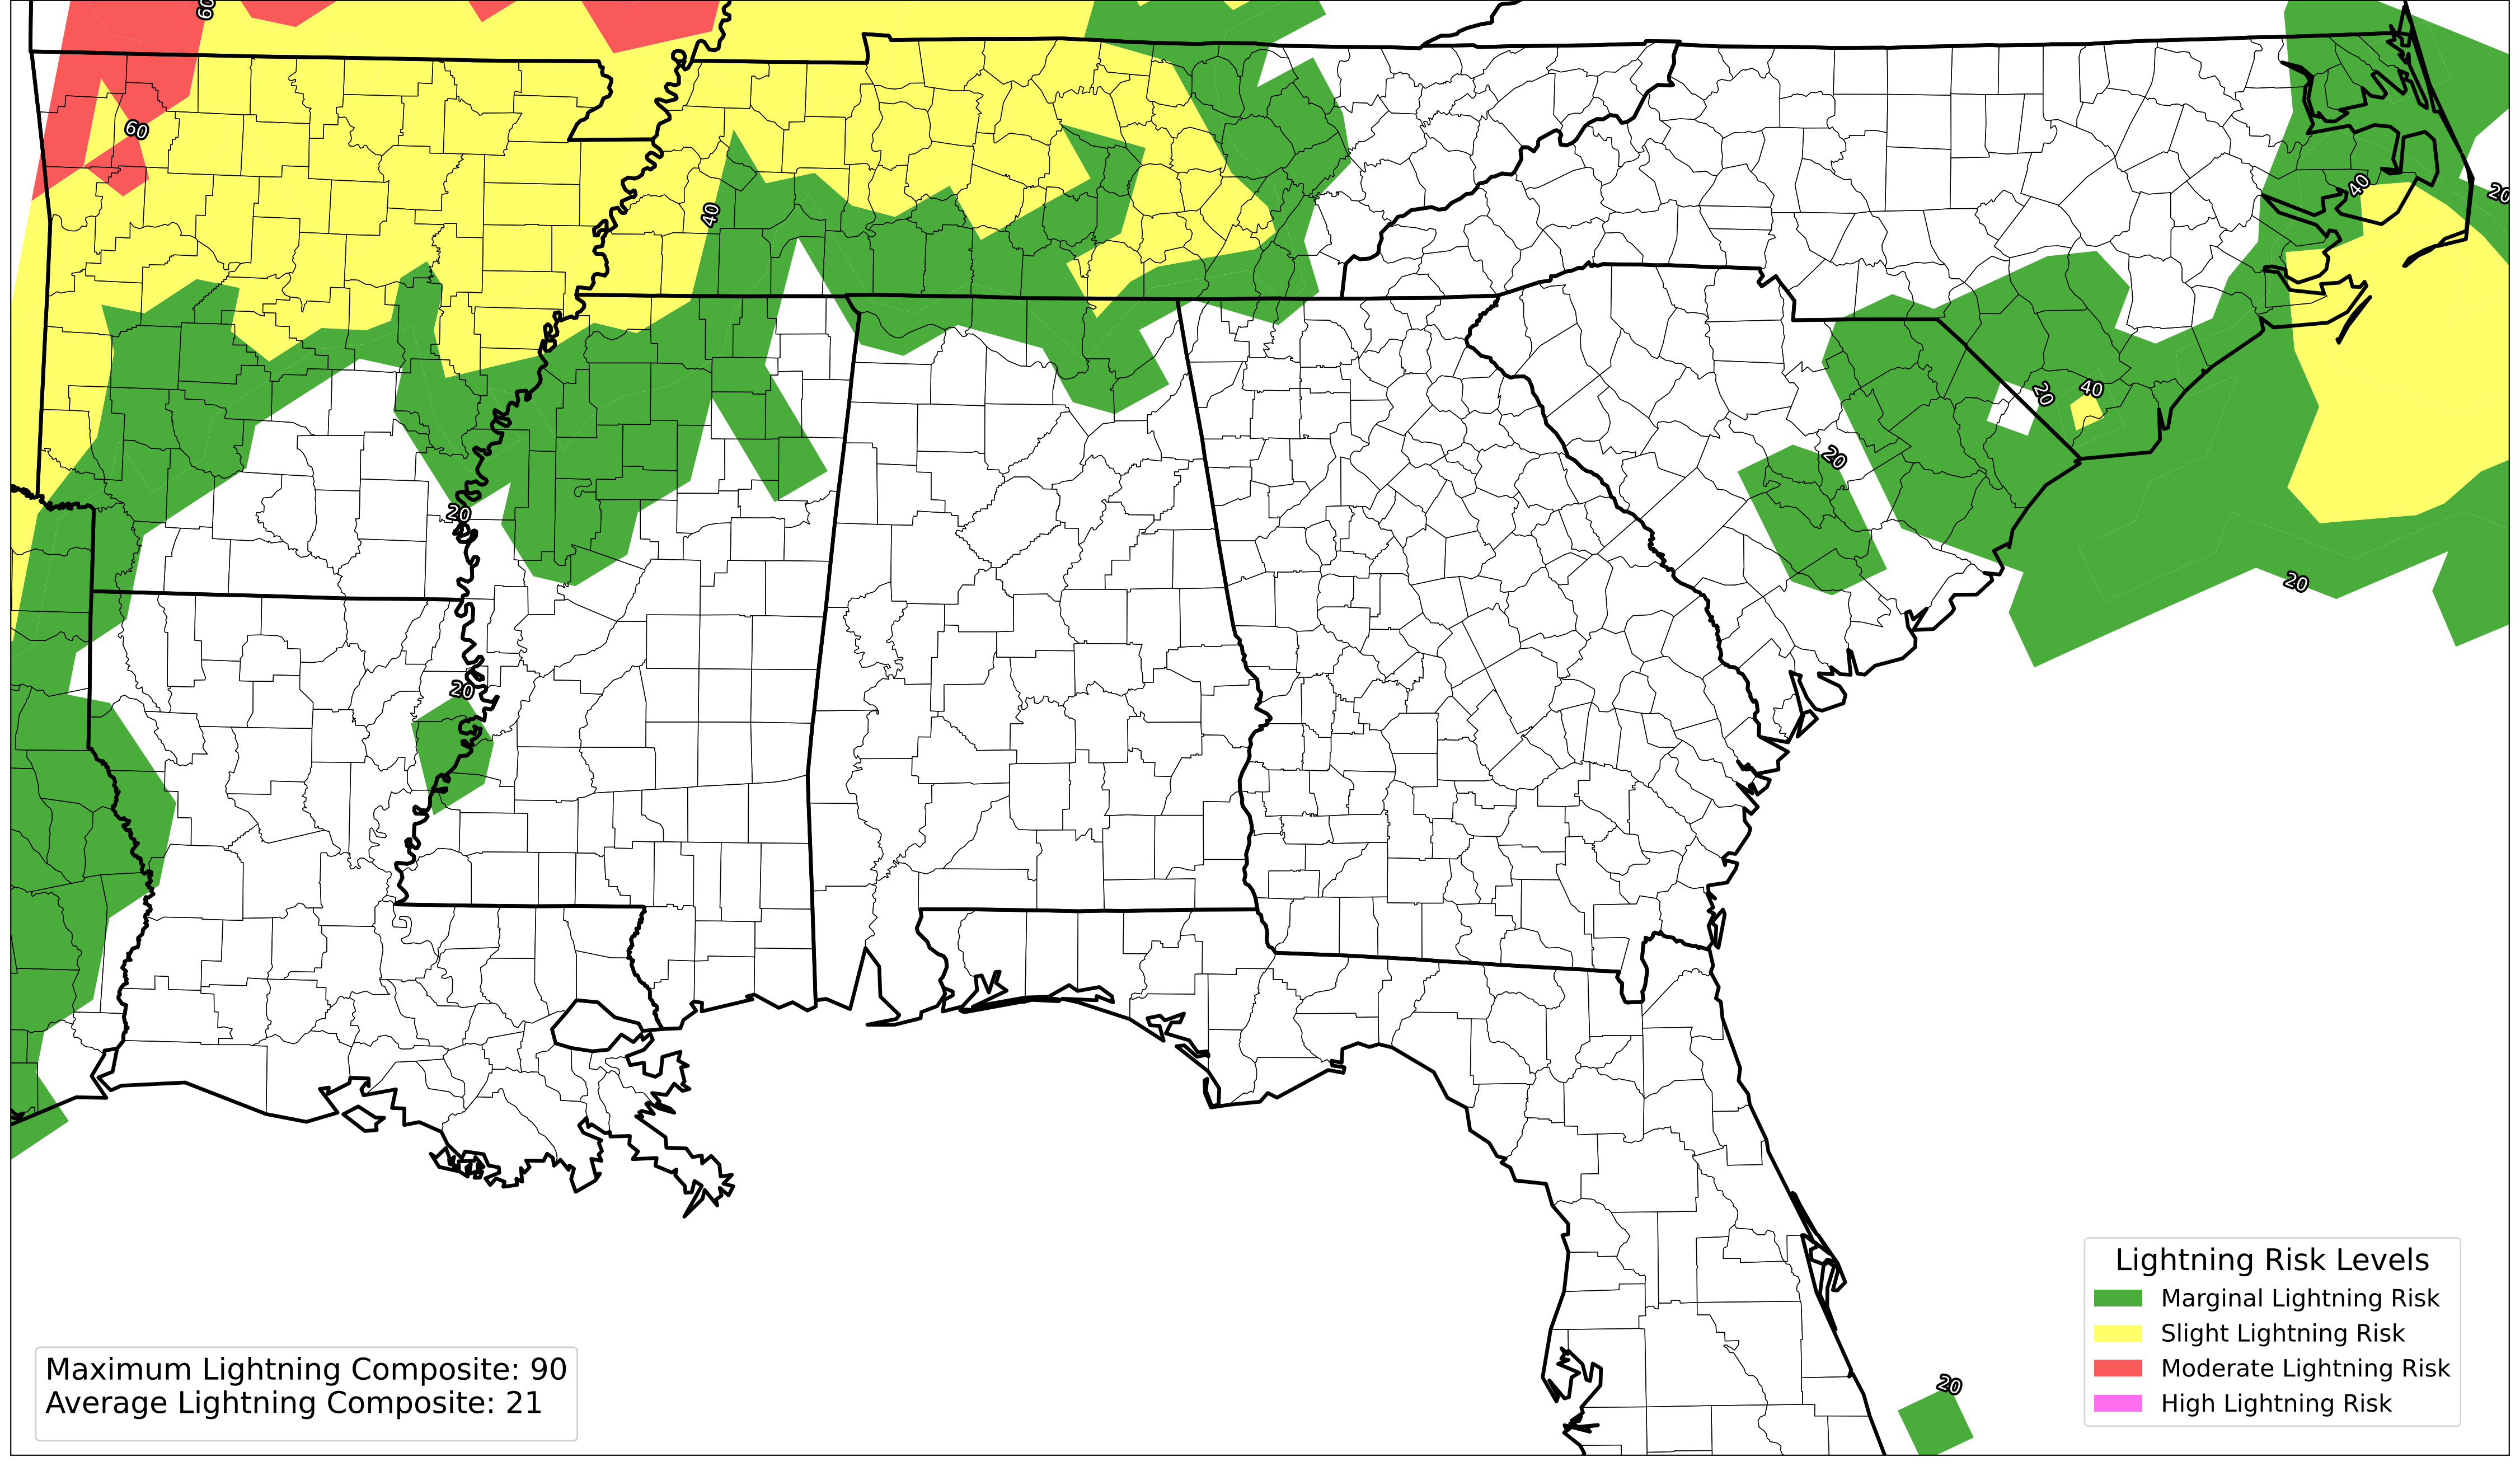 60
60
40
40
20
20
40
20
20
20
20
20
Lightning Risk Levels
Marginal Lightning Risk
Slight Lightning Risk
Moderate Lightning Risk
High Lightning Risk
Maximum Lightning Composite: 90
Average Lightning Composite: 21